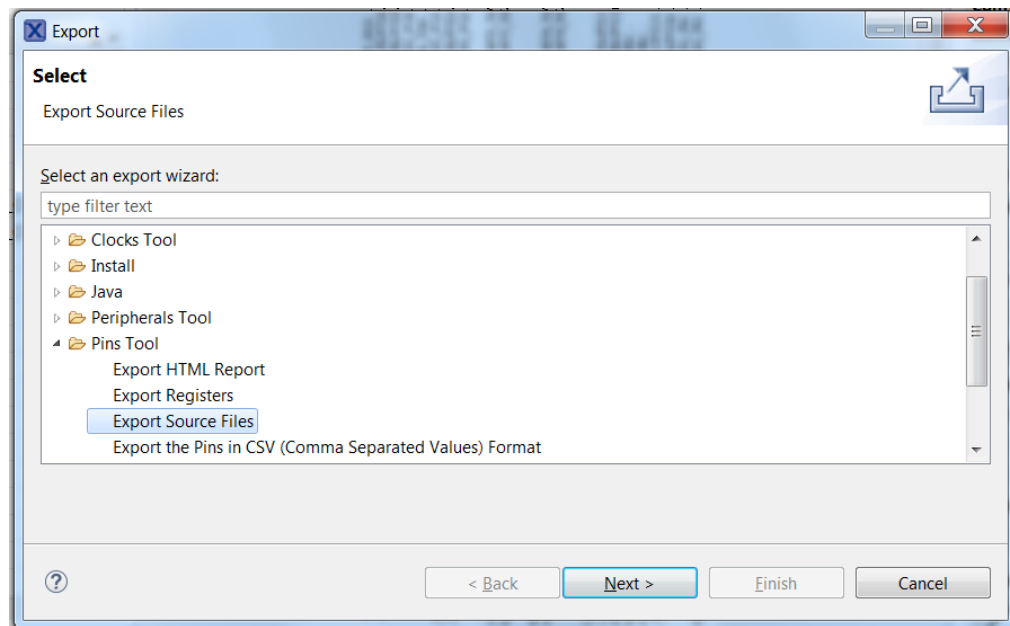 Export
Select
Export Source Files
Select an export wizard:
type filter text
Clocks Tool
Install
Java
Peripherals Tool
Pins Tool
Export HTML Report
Export Registers
Export Source Files
Export the Pins in CSV (Comma Separated Values) Format
< Back Next > Finish Cancel